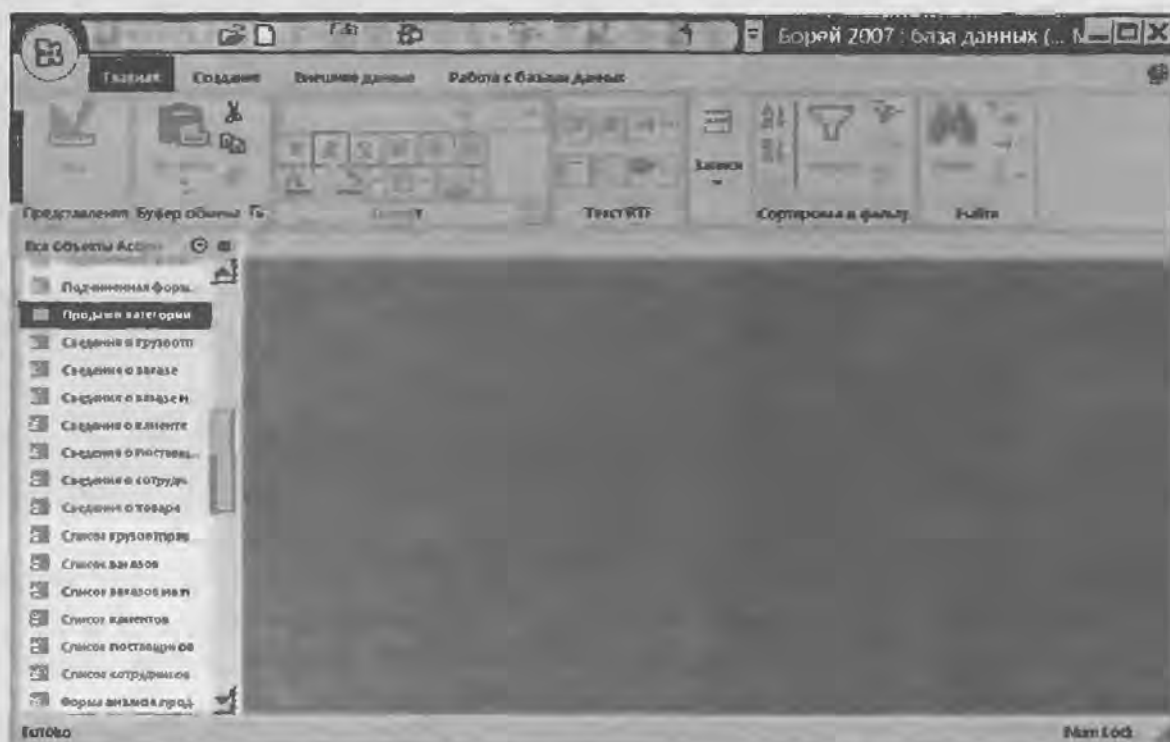 Борей 2007 : база данных (...
Главная Создание Внешние данные Работа с базами данных
Записи
Представления Буфер обмена Текст RTF Сортировка и фильтр Найти
Все объекты Access
Подчиненная форм...
Продажи категории
Сведения о грузоотп
Сведения о заказе
Сведения о заказе н
Сведения о клиенте
Сведения о поставщ...
Сведения о сотрудн
Сведения о товаре
Список грузоотправ
Список заказов
Список заказов на п
Список клиентов
Список поставщиков
Список сотрудников
Форма анализа прод
Готово Num Lock